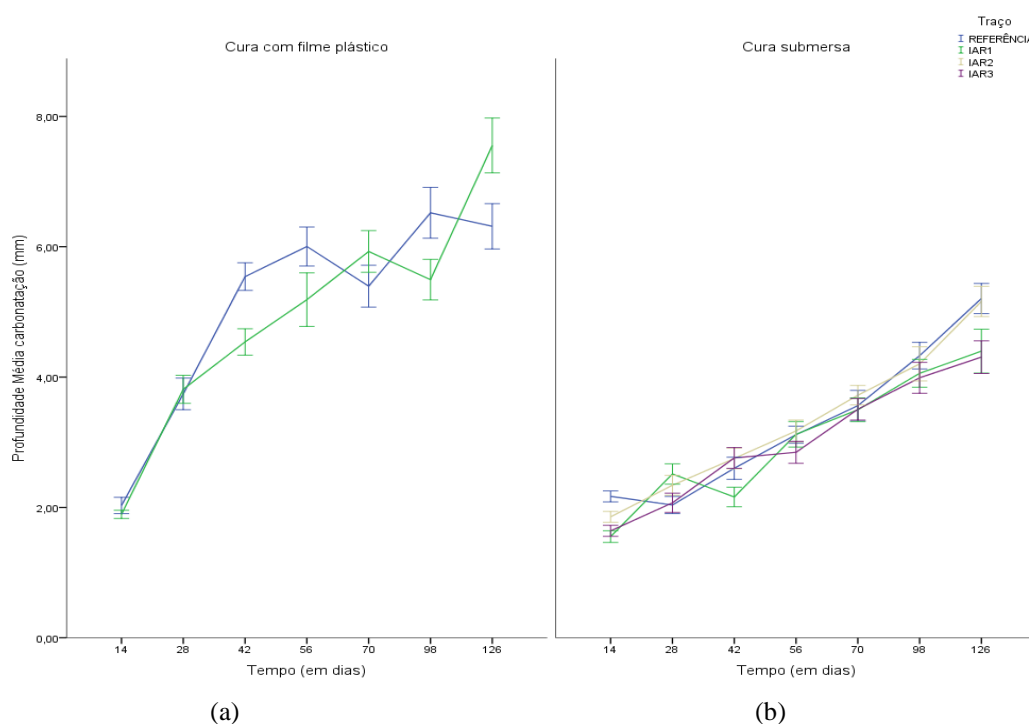 Traço
REFERÊNCIA
IAR1
IAR2
IAR3
Cura com filme plástico
Cura submersa
Profundidade Média carbonatação (mm)
8,00
6,00
4,00
2,00
0,00
14 28 42 56 70 98 126
14 28 42 56 70 98 126
Tempo (em dias)
Tempo (em dias)
(a)
(b)